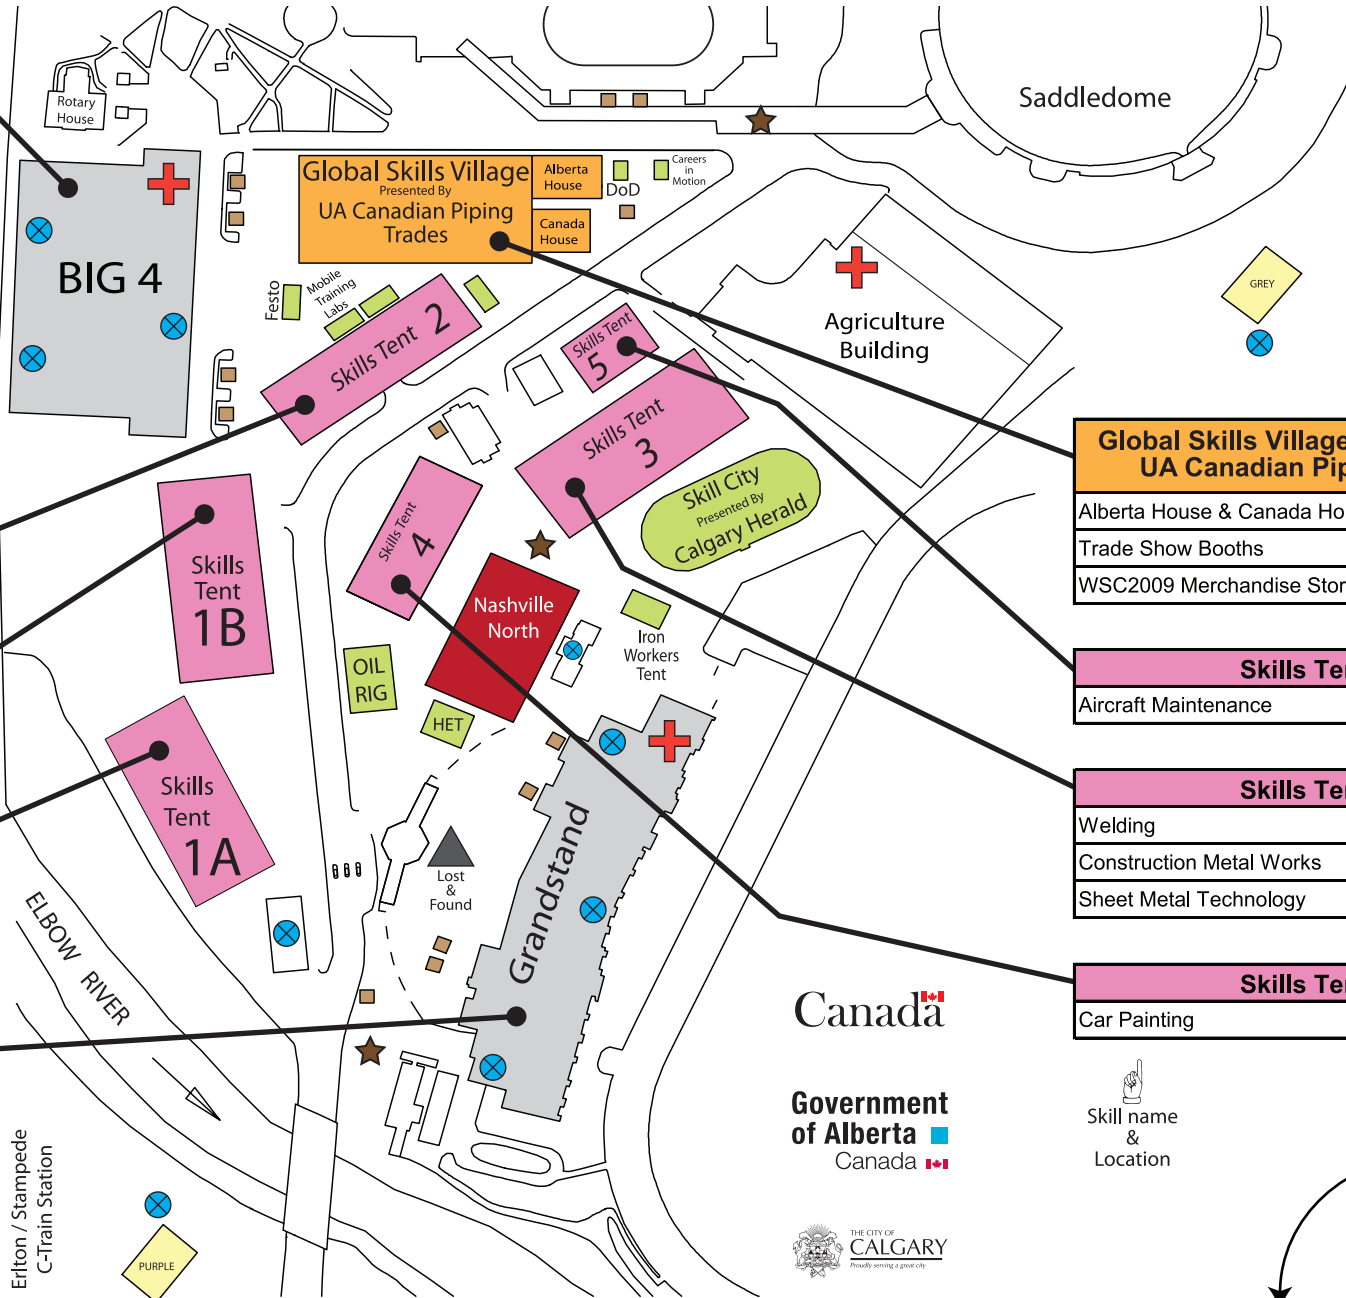 Rotary
House
Saddledome
Global Skills Village
Presented By
UA Canadian Piping
Trades
Alberta
House
Canada
House
DoD
Careers
in
Motion
BIG 4
Festo
Mobile
Training
Labs
Skills Tent 2
Skills Tent
5
Agriculture
Building
GREY
Skills Tent
3
Skill City
Presented By
Calgary Herald
Skills Tent
4
Skills
Tent
1B
Nashville
North
Iron
Workers
Tent
OIL
RIG
HET
Skills
Tent
1A
Lost
&
Found
Grandstand
ELBOW RIVER
Erlton / Stampede
C-Train Station
PURPLE
Global Skills Village
UA Canadian Pip
Alberta House & Canada Ho
Trade Show Booths
WSC2009 Merchandise Stor
Skills Te
Aircraft Maintenance
Skills Te
Welding
Construction Metal Works
Sheet Metal Technology
Skills Te
Car Painting
Skill name
&
Location
Canada
Government
of Alberta
Canada
THE CITY OF
CALGARY
Proudly serving a great city